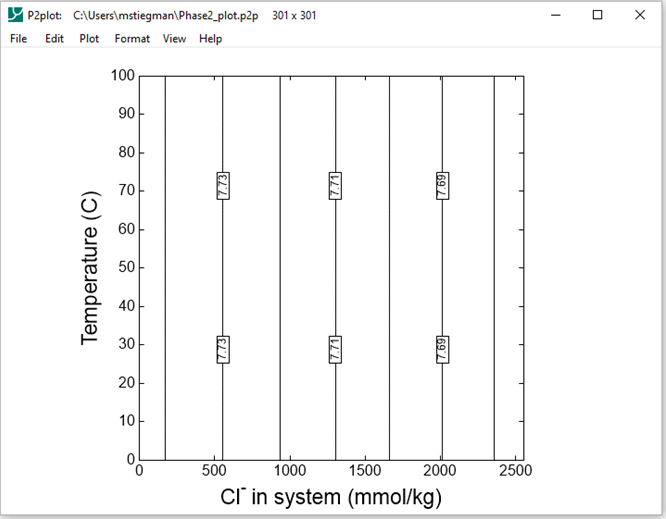 P2plot: C:\Users\mstiegman\Phase2_plot.p2p 301 x 301
File Edit Plot Format View Help
100
90
80
70
60
50
40
30
20
10
0
Temperature (C)
7.73 7.71 7.69
7.73 7.71 7.69
0 500 1000 1500 2000 2500
Cl⁻ in system (mmol/kg)